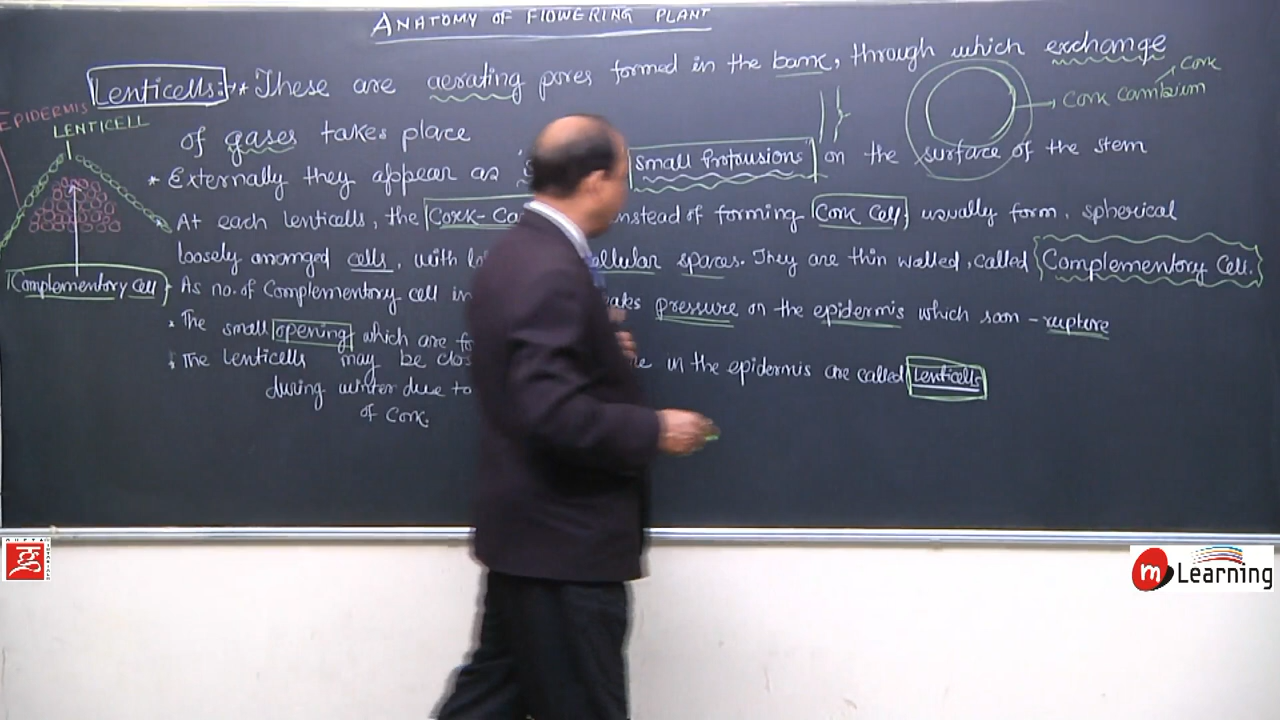 ANATOMY OF FlOWERING PLANT
Lenticells:→* These are aerating pores formed in the bark, through which exchange
of gases takes place
* Externally they appear as small Protrusions on the surface of the stem
At each lenticells, the Cork-Ca instead of forming Cork Cell, usually form, spherical
loosely arranged cells, with cellular spaces. They are thin walled, called Complementory Cell.
As no. of Complementory cell in pressure on the epidermis which soon - rupture
* The small opening which are fo in the epidermis are called lenticells
* The lenticells may be clos
during winter due to
of Cork.
EPIDERMIS
LENTICELL
Complementory Cell
Cork
Cork Cambium
m Learning